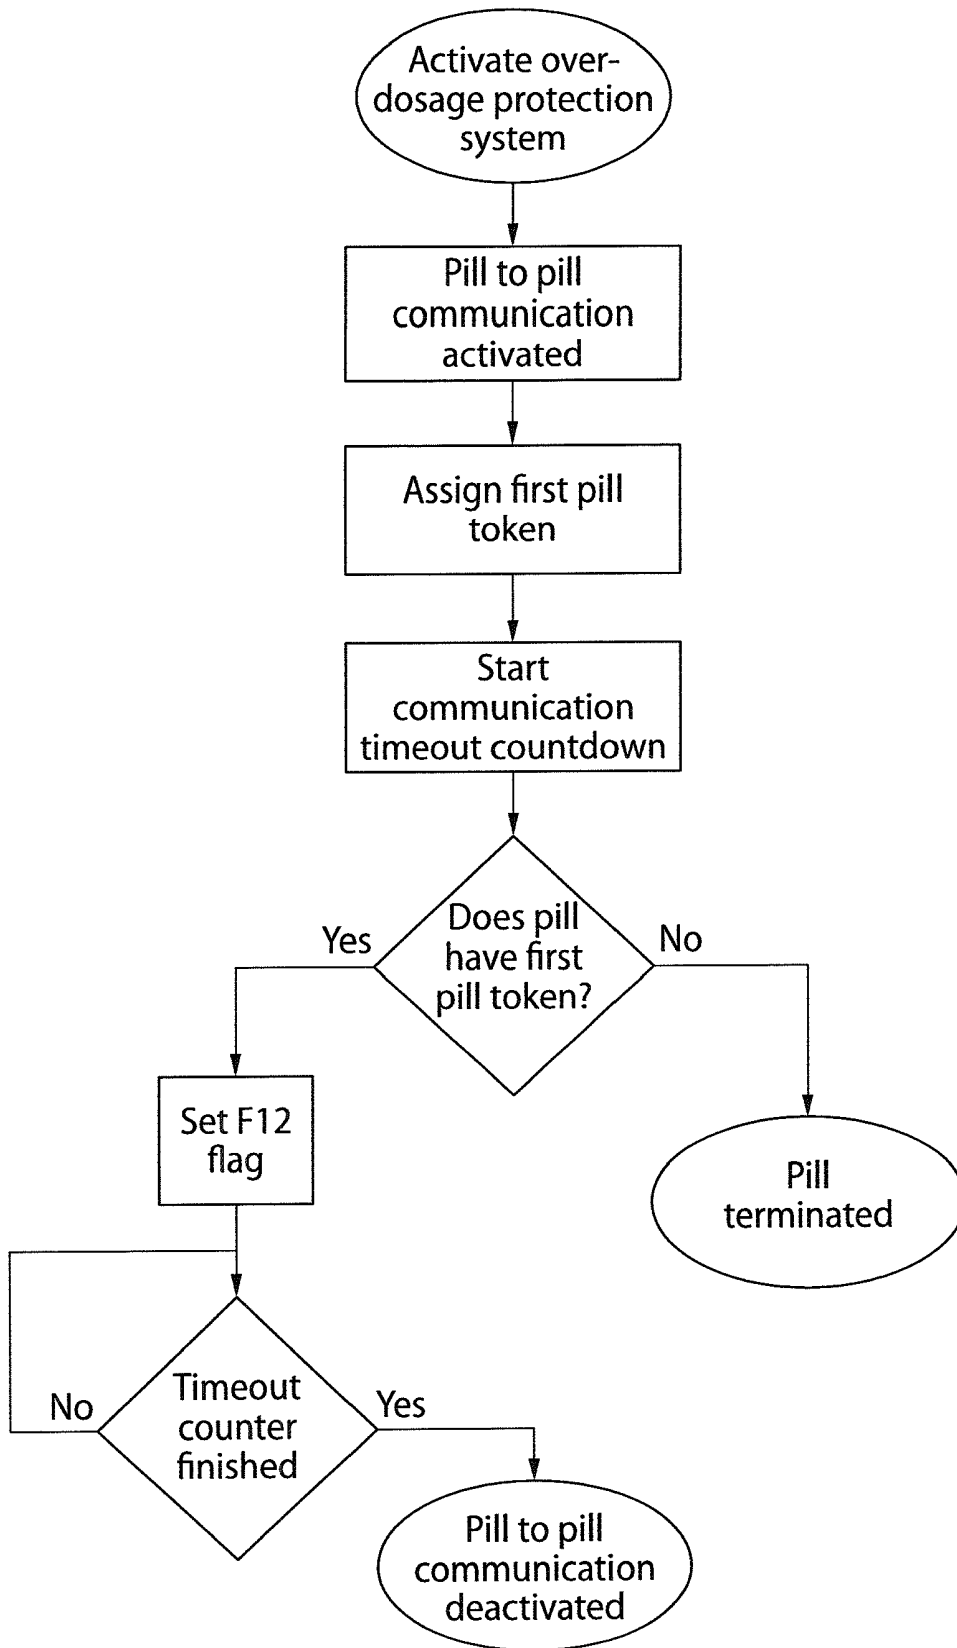 Activate over-
dosage protection
system
Pill to pill
communication
activated
Assign first pill
token
Start
communication
timeout countdown
Does pill
have first
pill token?
Yes
No
Set F12
flag
Pill
terminated
Timeout
counter
finished
No
Yes
Pill to pill
communication
deactivated